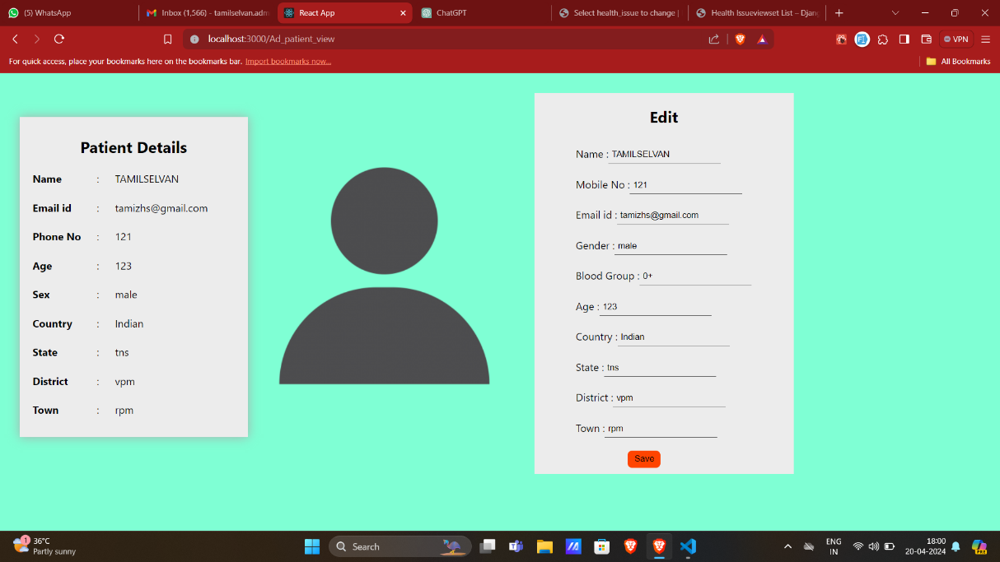 (5) WhatsApp
Inbox (1,566) - tamilselvan.adm
React App
ChatGPT
Select health_issue to change |
Health Issueviewset List – Djan
localhost:3000/Ad_patient_view
VPN
For quick access, place your bookmarks here on the bookmarks bar. Import bookmarks now...
All Bookmarks
Patient Details
Name : TAMILSELVAN
Email id : tamizhs@gmail.com
Phone No : 121
Age : 123
Sex : male
Country : Indian
State : tns
District : vpm
Town : rpm
Edit
Name : TAMILSELVAN
Mobile No : 121
Email id : tamizhs@gmail.com
Gender : male
Blood Group : 0+
Age : 123
Country : Indian
State : tns
District : vpm
Town : rpm
Save
1
36°C
Partly sunny
Search
ENG
IN
18:00
20-04-2024
PRE